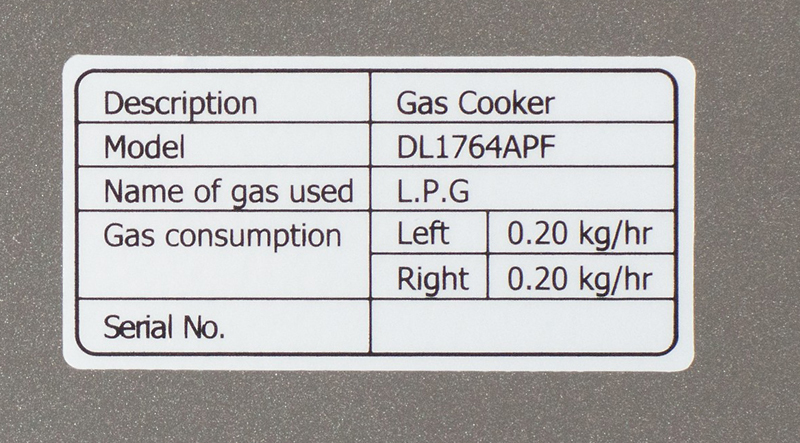 Description Gas Cooker
Model DL1764APF
Name of gas used L.P.G
Gas consumption Left 0.20 kg/hr
Right 0.20 kg/hr
Serial No.